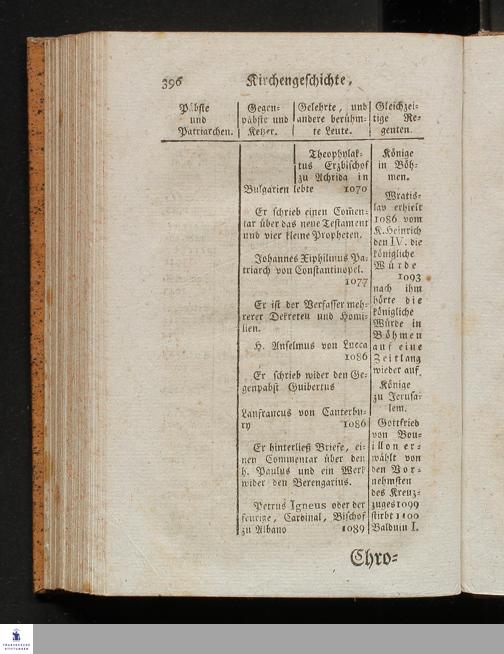 396 Kirchengeschichte.
Päbste
und
Patriarchen.
Gegen-
päbste und
Ketzer.
Gelehrte, und
andere berühm-
te Leute.
Gleichzei-
tige Re-
genten.
Theophylak-
tus Erzbischof
zu Achrida in
Bulgarien lebte 1070
Er schrieb einen Com̃en-
tar über das neue Testament
und vier kleine Propheten.
Johannes Xiphilinus Pa-
triarch von Constantinopel.
1077
Er ist der Verfasser meh-
rerer Dekreten und Homi-
lien.
H. Anselmus von Lucca
1086
Er schrieb wider den Ge-
genpabst Guibertus
Lanfrancus von Canterbu-
ry 1086
Er hinterließ Briefe, ei-
nen Commentar über den
h. Paulus und ein Werk
wider den Berengarius.
Petrus Igneus oder der
feurige, Cardinal, Bischof
zu Albano 1089
Könige
in Böh-
men.
Wratis-
lav erhielt
1086 vom
K. Heinrich
den IV. die
königliche
Würde
1093
nach ihm
hörte die
königliche
Würde in
Böhmen
auf eine
Zeitlang
wieder auf.
Könige
zu Jerusa-
lem.
Gottfried
von Bou-
illon er-
wählt von
den Vor-
nehmsten
des Kreuz-
zuges 1099
stirbt 1100
Balduin I.
Chro-